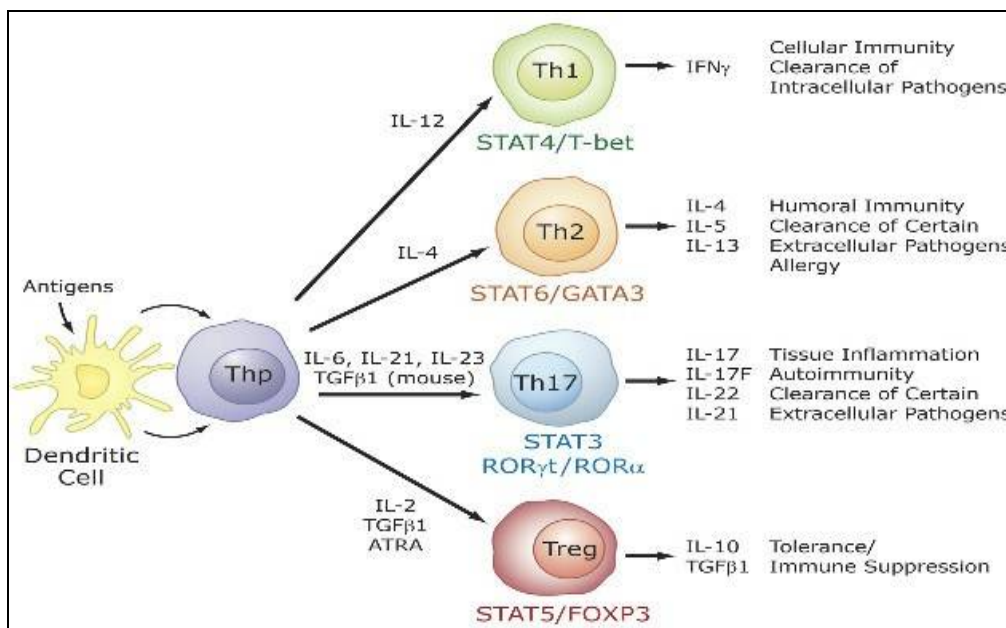 Antigens
Dendritic
Cell
Thp
IL-12
IL-4
IL-6, IL-21, IL-23
TGFβ1 (mouse)
IL-2
TGFβ1
ATRA
Th1
STAT4/T-bet
IFNγ
Cellular Immunity
Clearance of
Intracellular Pathogens
Th2
STAT6/GATA3
IL-4 Humoral Immunity
IL-5 Clearance of Certain
IL-13 Extracellular Pathogens
Allergy
Th17
STAT3
RORγt/RORα
IL-17 Tissue Inflammation
IL-17F Autoimmunity
IL-22 Clearance of Certain
IL-21 Extracellular Pathogens
Treg
STAT5/FOXP3
IL-10 Tolerance/
TGFβ1 Immune Suppression